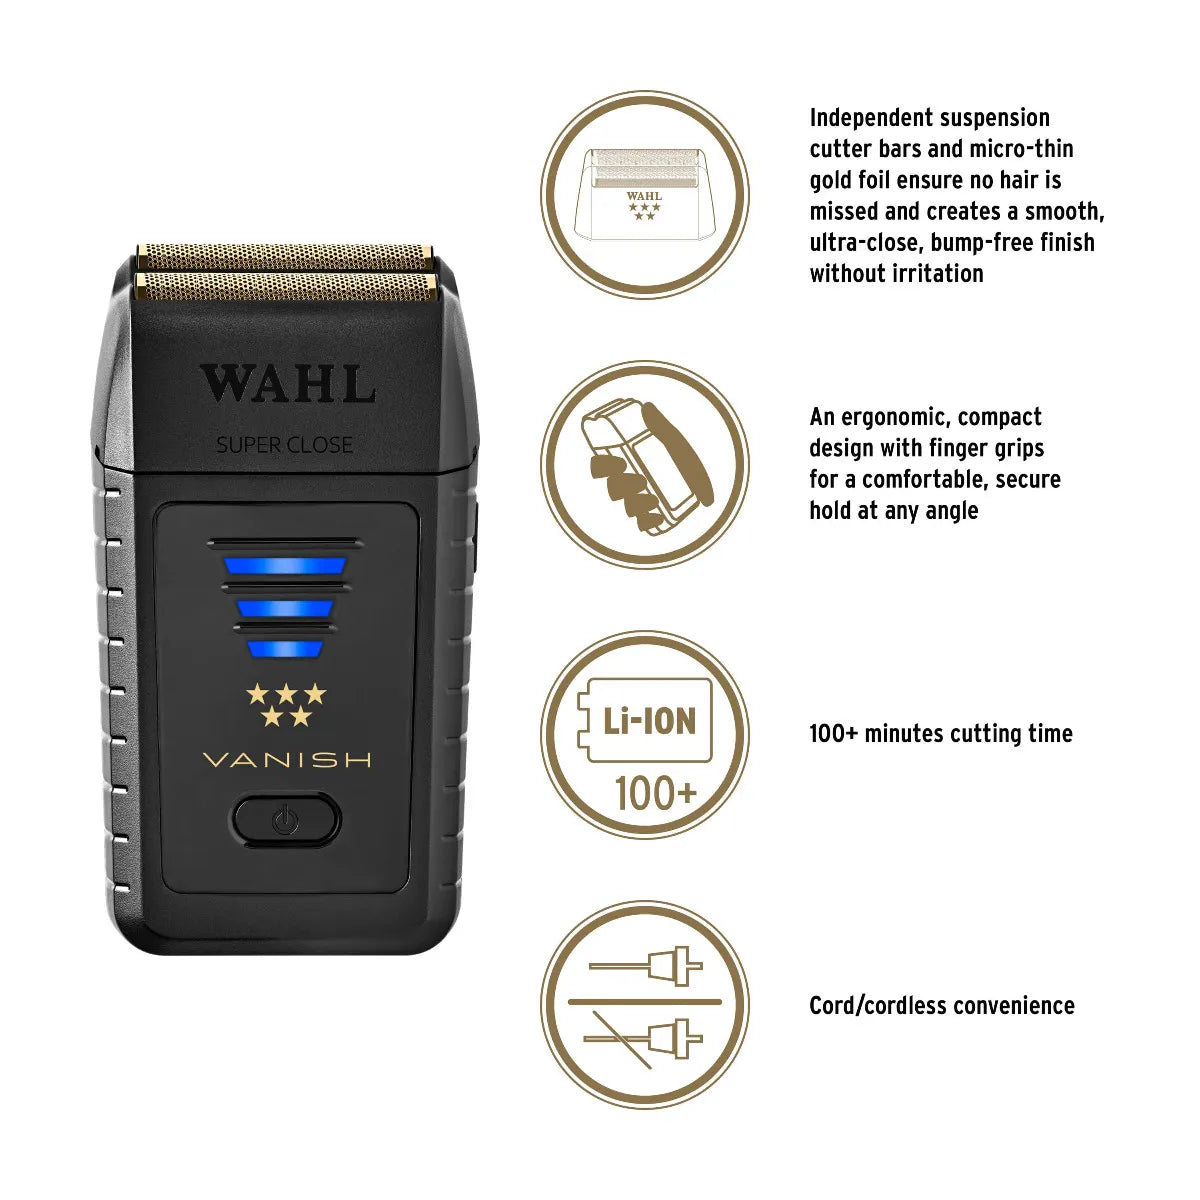 WAHL
SUPER CLOSE
VANISH
WAHL
Independent suspension
cutter bars and micro-thin
gold foil ensure no hair is
missed and creates a smooth,
ultra-close, bump-free finish
without irritation
An ergonomic, compact
design with finger grips
for a comfortable, secure
hold at any angle
Li-ION
100+
100+ minutes cutting time
Cord/cordless convenience